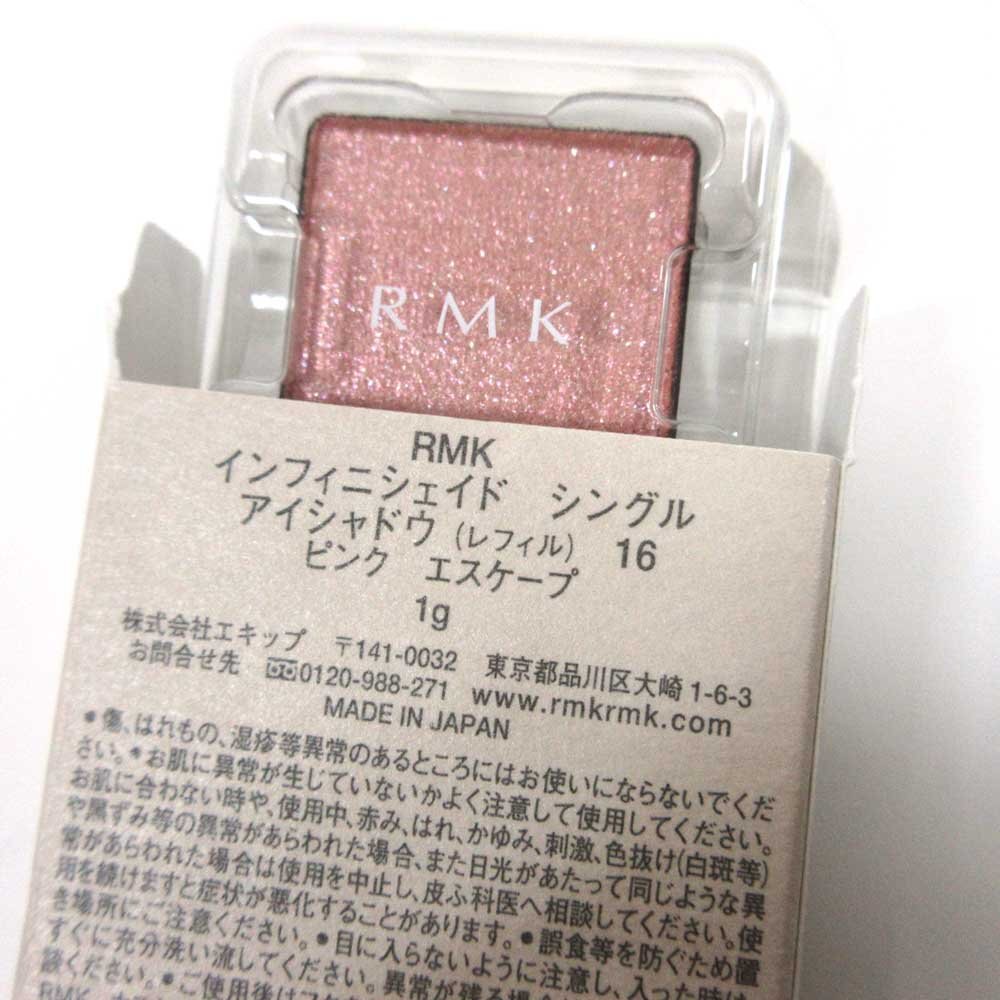 RMK
RMK
インフィニシェイド シングル
アイシャドウ (レフィル) 16
ピンク エスケープ
1g
株式会社エキップ 〒141-0032 東京都品川区大崎1-6-3
お問合せ先 0120-988-271 www.rmkrmk.com
MADE IN JAPAN
●傷、はれもの、湿疹等異常のあるところにはお使いにならないでくだ
さい。●お肌に異常が生じていないかよく注意して使用してください。
お肌に合わない時や、使用中、赤み、はれ、かゆみ、刺激、色抜け(白斑等)
や黒ずみ等の異常があらわれた場合、また日光があたって同じような異
常があらわれた場合は使用を中止し、皮ふ科医へ相談してください。使
用を続けますと症状が悪化することがあります。●誤食等を防ぐため置
き場所にご注意ください。●目に入らないように注意し、入った時は、
すぐに充分洗い流してください。異常が残る場合は
談ください。●ご使用後は
RMK